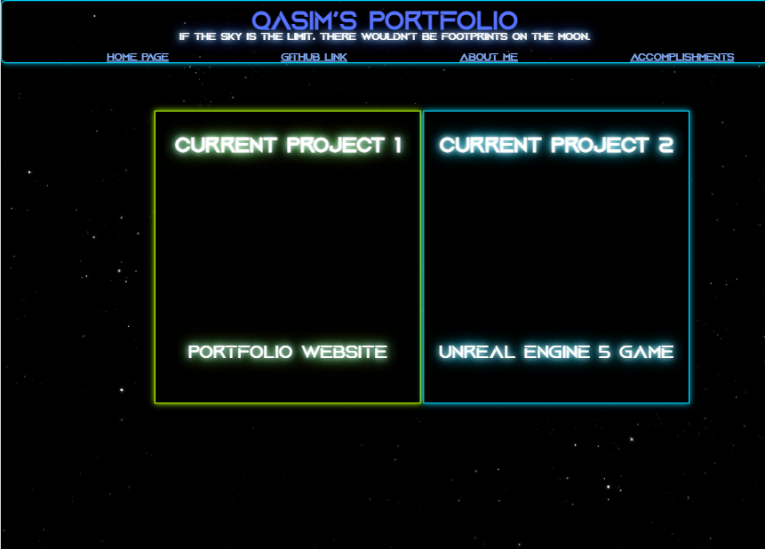 QASIM'S PORTFOLIO
IF THE SKY IS THE LIMIT. THERE WOULDN'T BE FOOTPRINTS ON THE MOON.
HOME PAGE GITHUB LINK ABOUT ME ACCOMPLISHMENTS
CURRENT PROJECT 1 CURRENT PROJECT 2
PORTFOLIO WEBSITE UNREAL ENGINE 5 GAME